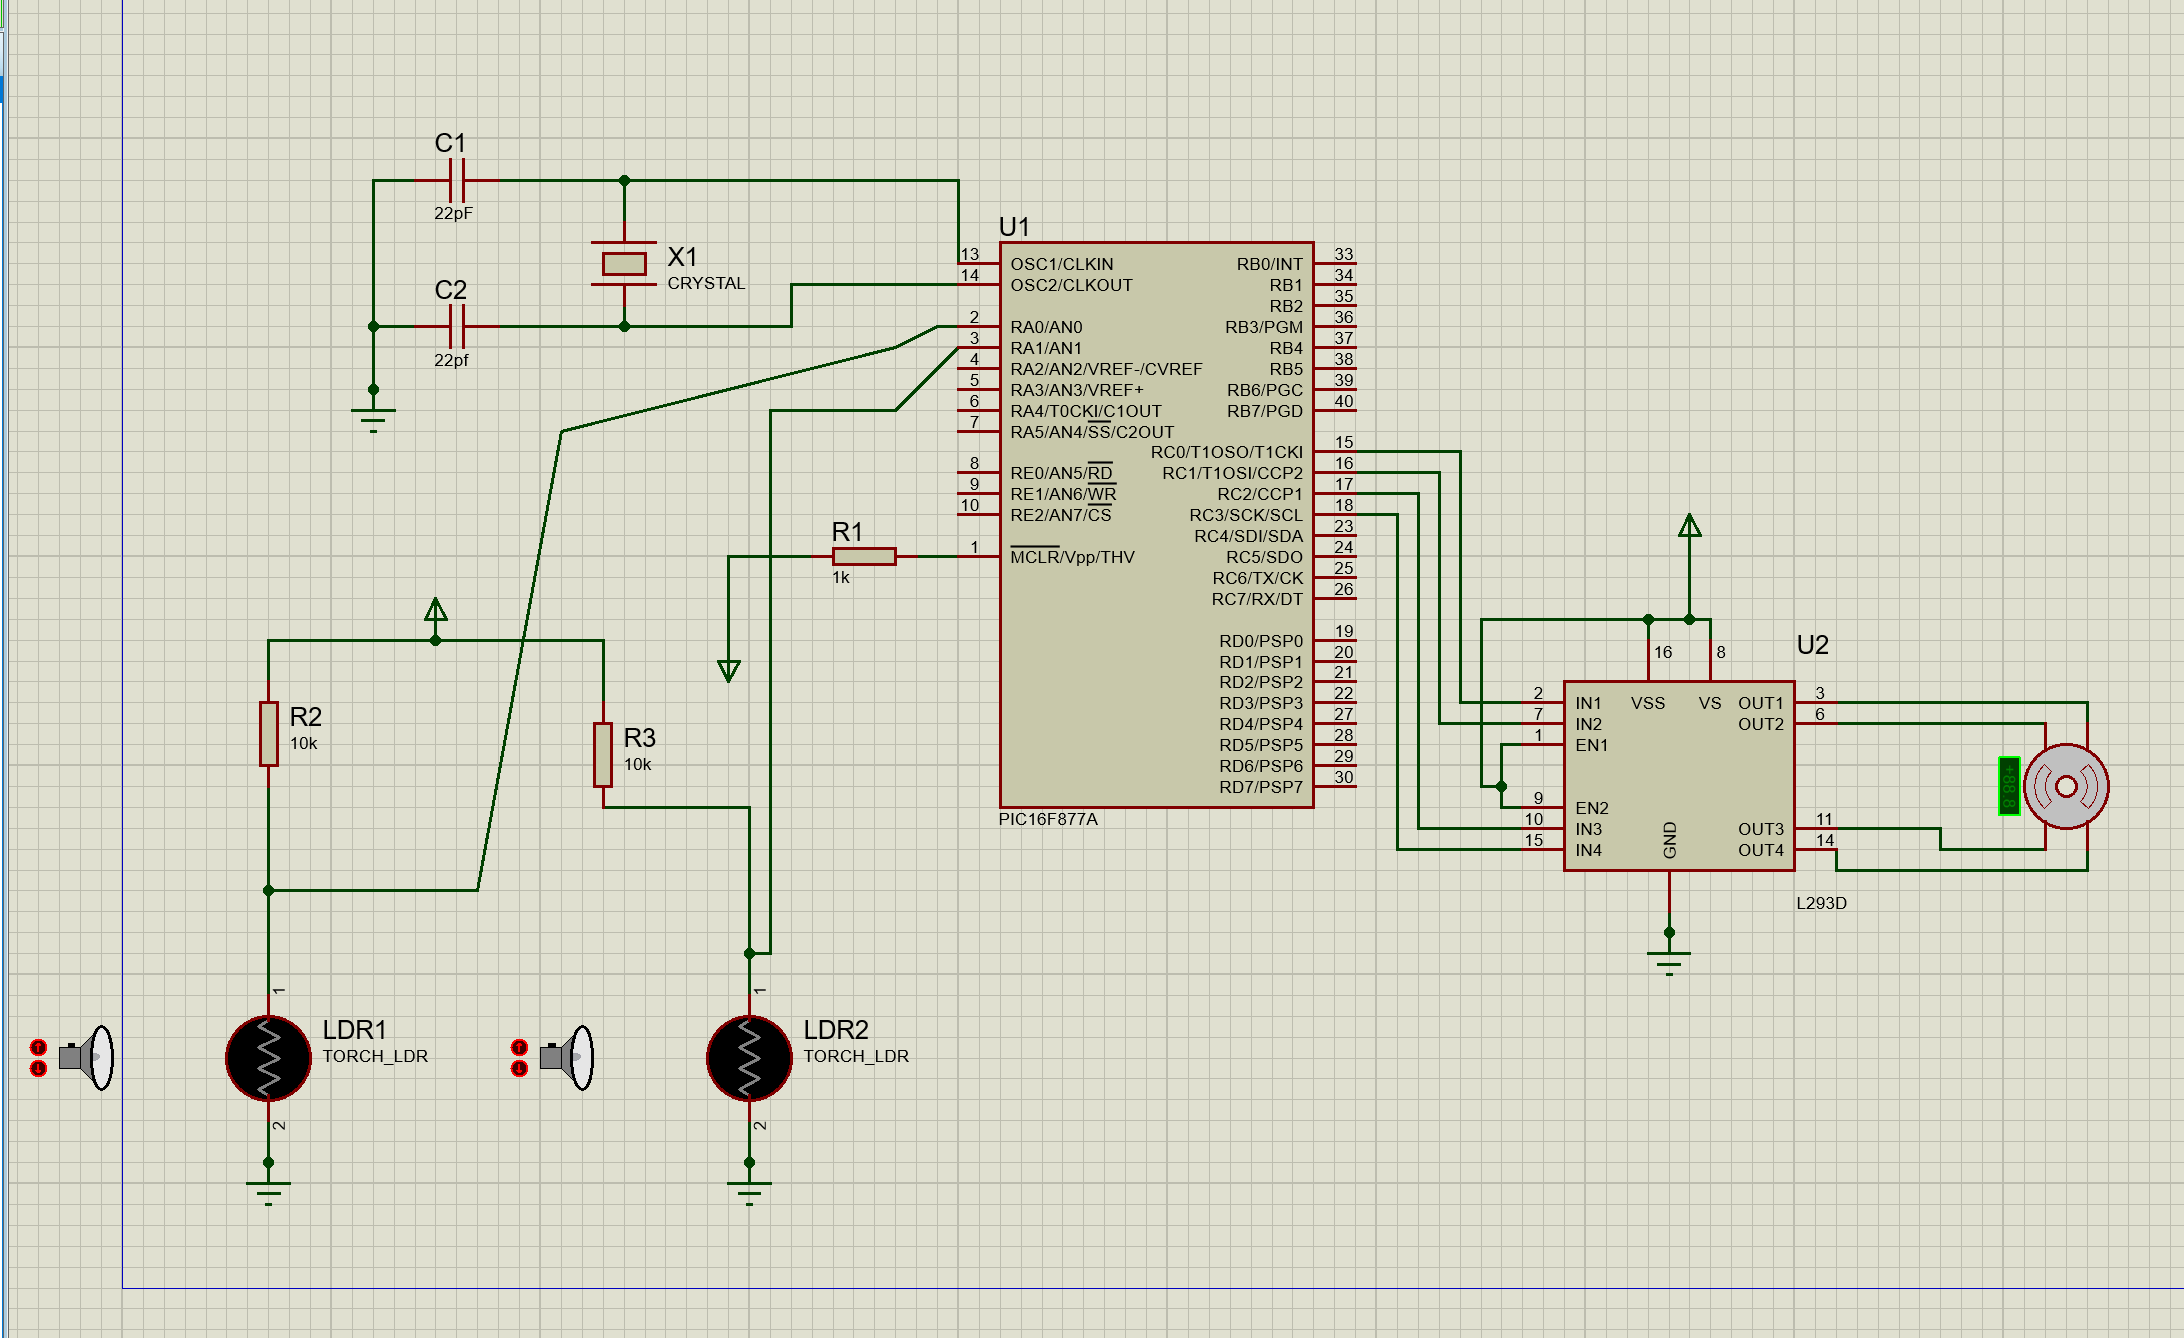 C1
22pF
X1
CRYSTAL
C2
22pf
U1
13 OSC1/CLKIN
14 OSC2/CLKOUT
2 RA0/AN0
3 RA1/AN1
4 RA2/AN2/VREF-/CVREF
5 RA3/AN3/VREF+
6 RA4/T0CKI/C1OUT
7 RA5/AN4/SS/C2OUT
8 RE0/AN5/RD
9 RE1/AN6/WR
10 RE2/AN7/CS
1 MCLR/Vpp/THV
RB0/INT 33
RB1 34
RB2 35
RB3/PGM 36
RB4 37
RB5 38
RB6/PGC 39
RB7/PGD 40
RC0/T1OSO/T1CKI 15
RC1/T1OSI/CCP2 16
RC2/CCP1 17
RC3/SCK/SCL 18
RC4/SDI/SDA 23
RC5/SDO 24
RC6/TX/CK 25
RC7/RX/DT 26
RD0/PSP0 19
RD1/PSP1 20
RD2/PSP2 21
RD3/PSP3 22
RD4/PSP4 27
RD5/PSP5 28
RD6/PSP6 29
RD7/PSP7 30
PIC16F877A
R1
1k
R2
10k
R3
10k
LDR1
TORCH_LDR
1
2
LDR2
TORCH_LDR
1
2
U2
16 8
VSS VS
2 IN1
7 IN2
1 EN1
9 EN2
10 IN3
15 IN4
GND
OUT1 3
OUT2 6
OUT3 11
OUT4 14
L293D
+88.8